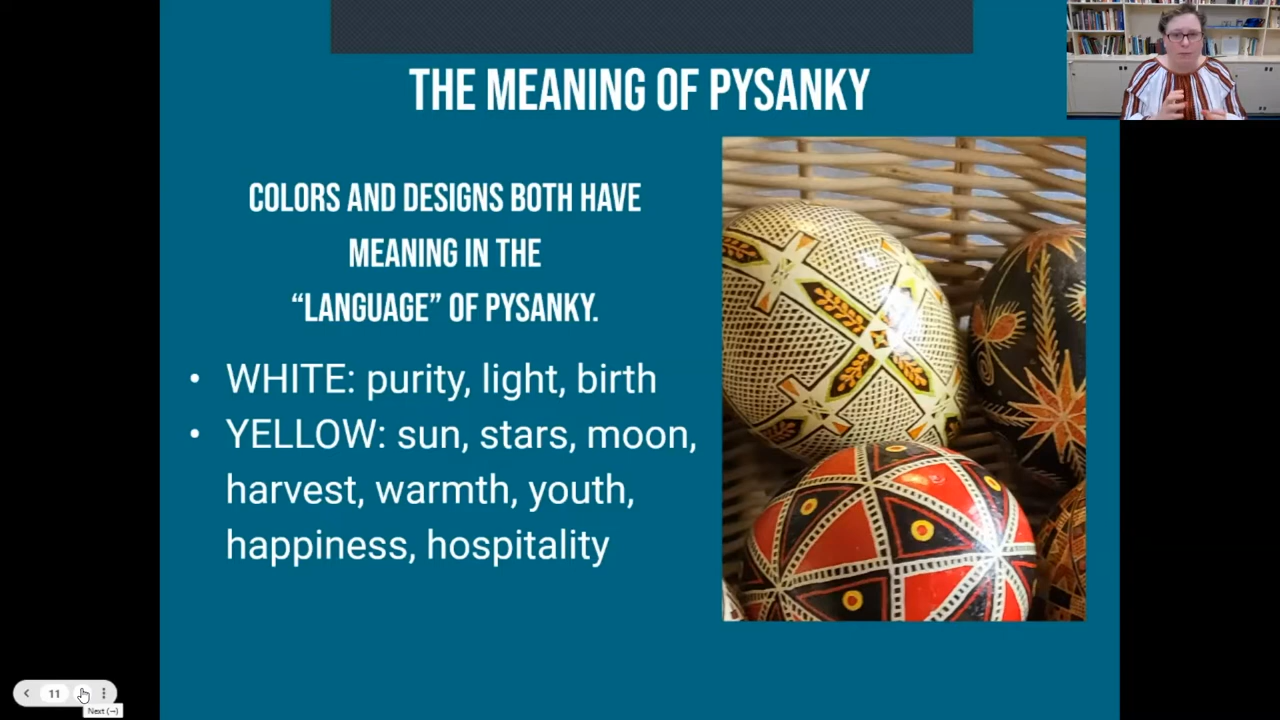 THE MEANING OF PYSANKY
COLORS AND DESIGNS BOTH HAVE
MEANING IN THE
“LANGUAGE” OF PYSANKY.
• WHITE: purity, light, birth
• YELLOW: sun, stars, moon,
harvest, warmth, youth,
happiness, hospitality
11
Next (→)